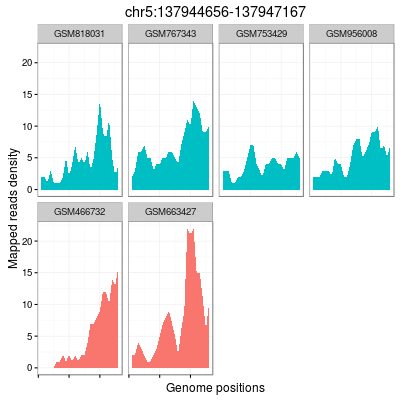 chr5:137944656-137947167
GSM818031 GSM767343 GSM753429 GSM956008
20
15
10
5
0
Mapped reads density
GSM466732 GSM663427
20
15
10
5
0
Genome positions